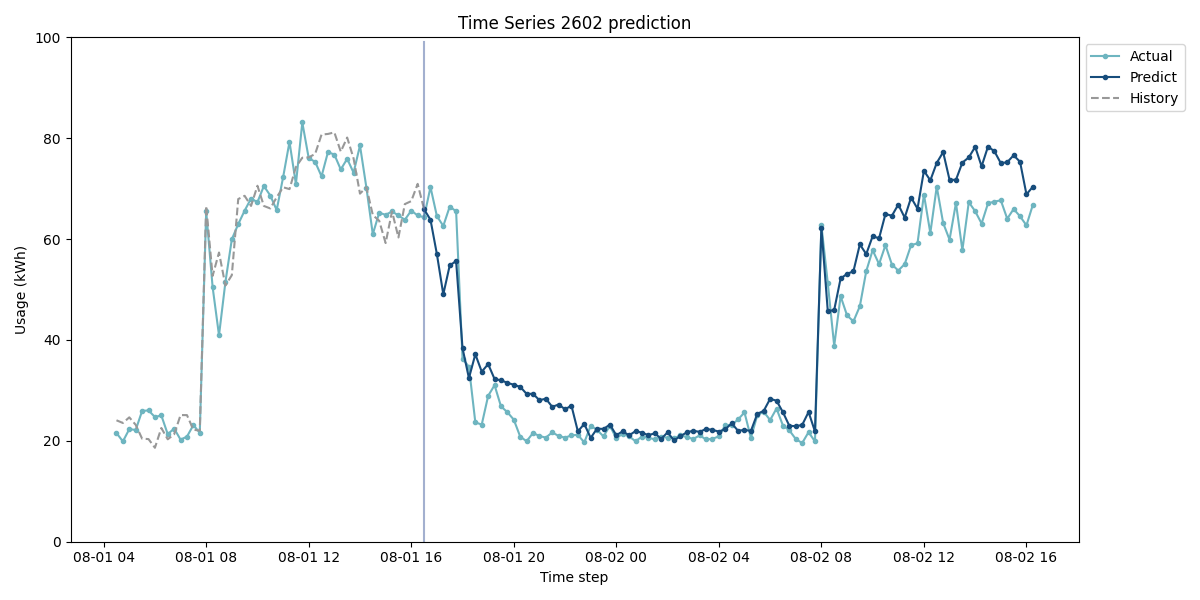 Time Series 2602 prediction
100
80
60
40
20
0
Usage (kWh)
08-01 04
08-01 08
08-01 12
08-01 16
08-01 20
08-02 00
08-02 04
08-02 08
08-02 12
08-02 16
Time step
Actual
Predict
History